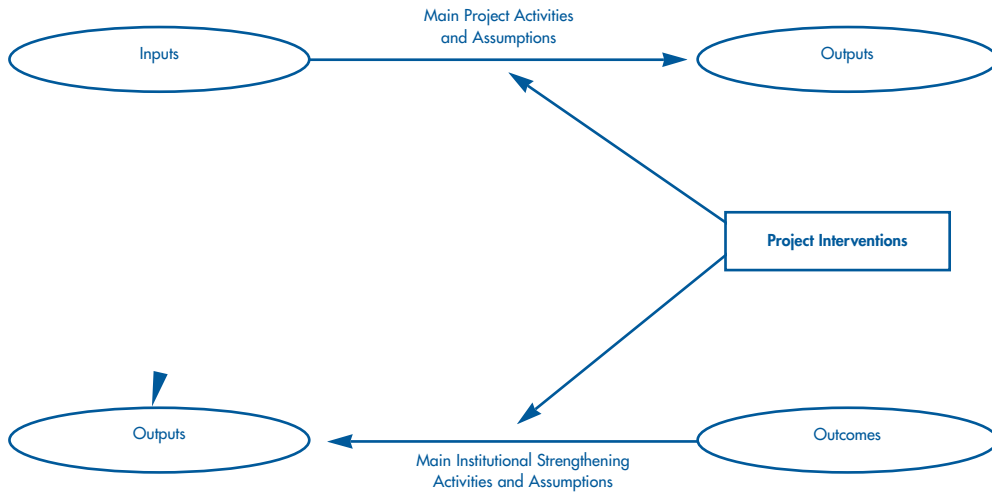 Main Project Activities
and Assumptions
Inputs
Outputs
Project Interventions
Outputs
Outcomes
Main Institutional Strengthening
Activities and Assumptions